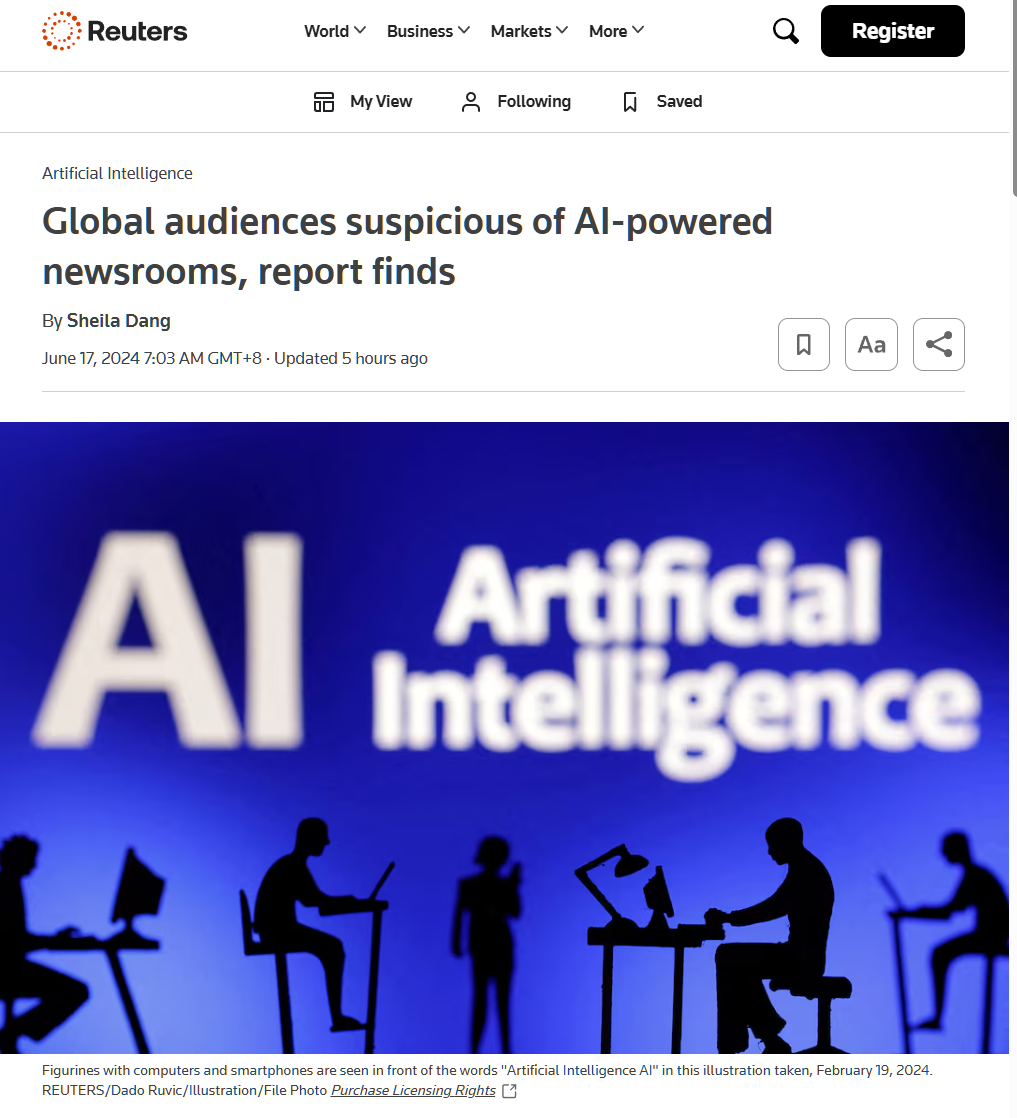 Reuters
World Business Markets More
Register
My View Following Saved
Artificial Intelligence
Global audiences suspicious of AI-powered
newsrooms, report finds
By Sheila Dang
June 17, 2024 7:03 AM GMT+8 · Updated 5 hours ago
Aa
AI
Artificial
Intelligence
Figurines with computers and smartphones are seen in front of the words "Artificial Intelligence AI" in this illustration taken, February 19, 2024.
REUTERS/Dado Ruvic/Illustration/File Photo Purchase Licensing Rights